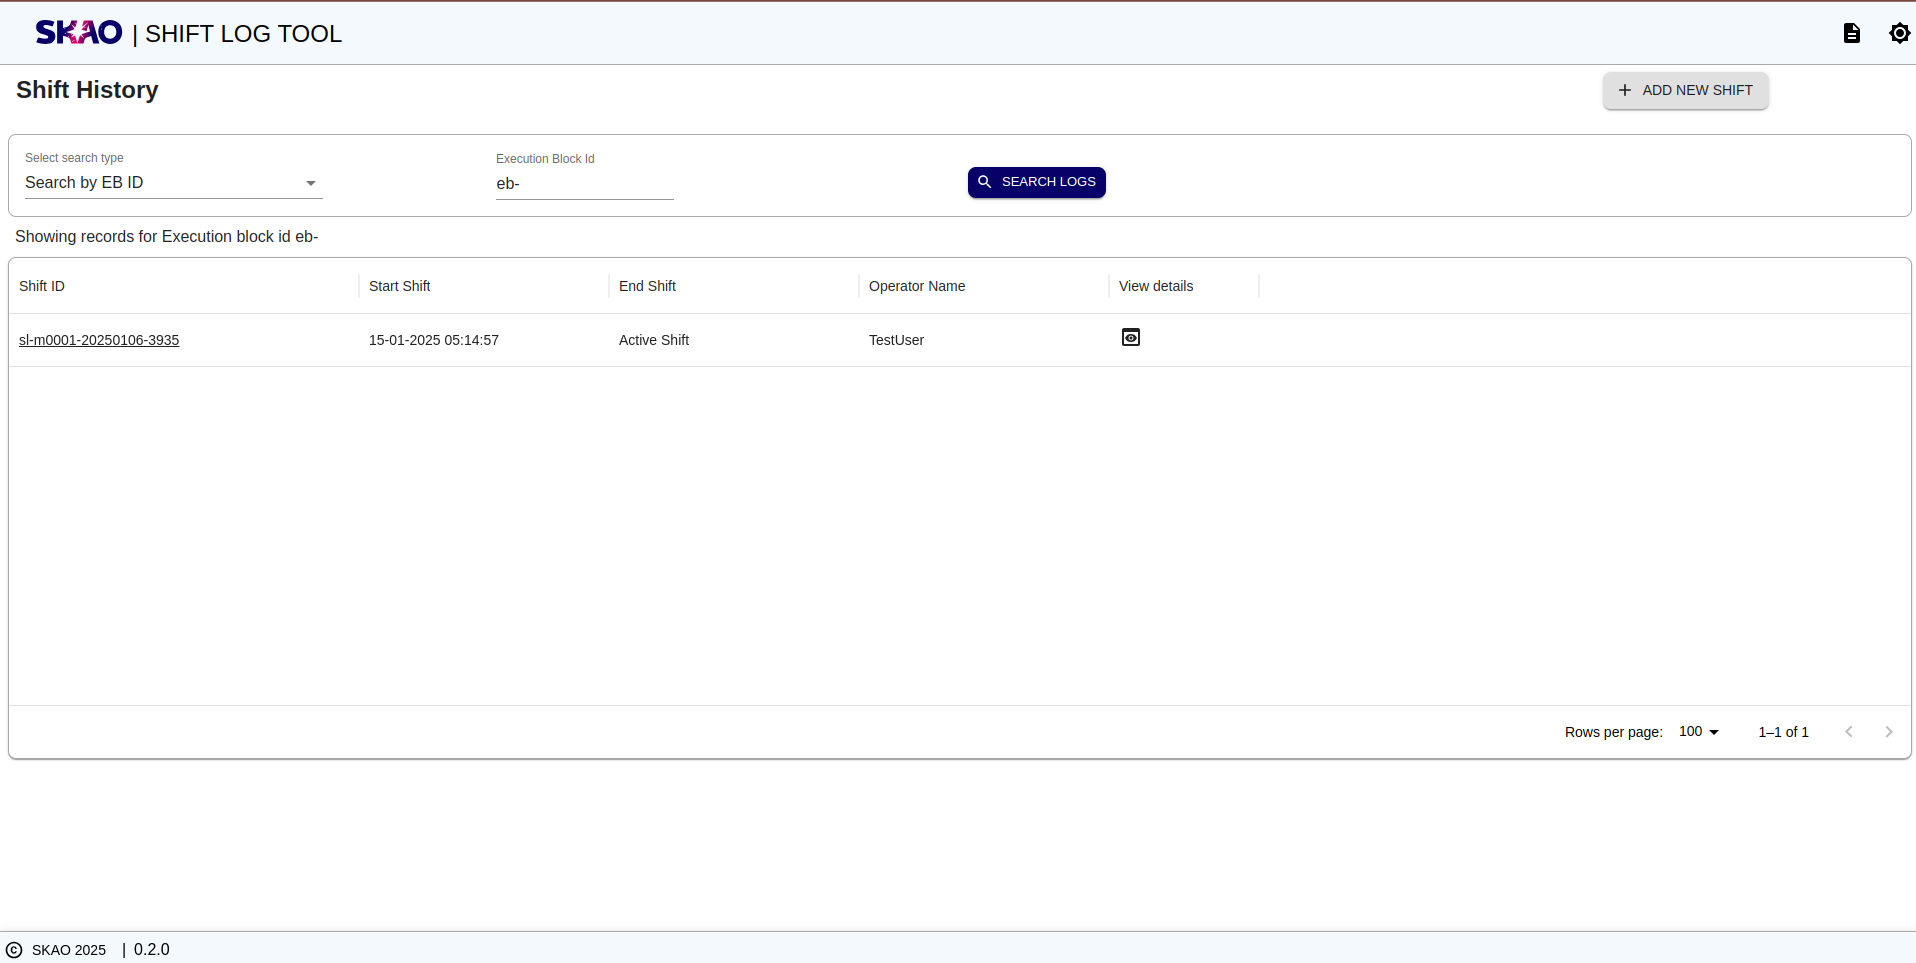 SKAO | SHIFT LOG TOOL
Shift History
ADD NEW SHIFT
Select search type
Search by EB ID
Execution Block Id
eb-
SEARCH LOGS
Showing records for Execution block id eb-
Shift ID Start Shift End Shift Operator Name View details
sl-m0001-20250106-3935 15-01-2025 05:14:57 Active Shift TestUser
Rows per page: 100 1–1 of 1
© SKAO 2025 | 0.2.0